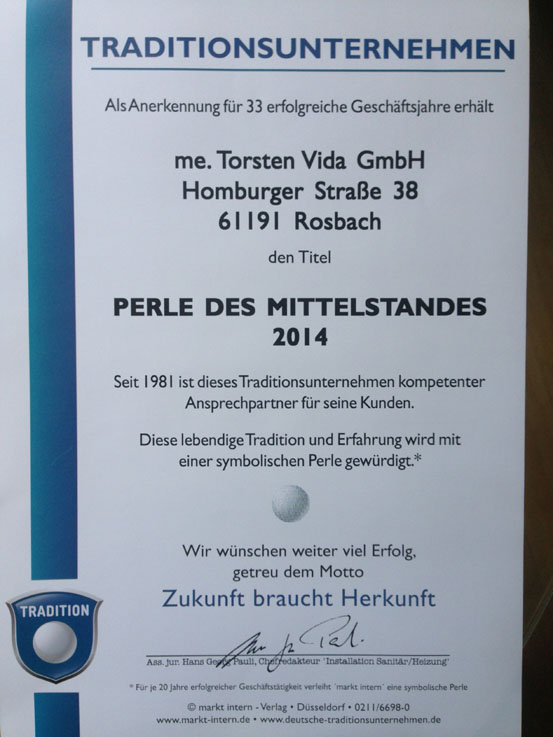 TRADITIONSUNTERNEHMEN
Als Anerkennung für 33 erfolgreiche Geschäftsjahre erhält
me. Torsten Vida GmbH
Homburger Straße 38
61191 Rosbach
den Titel
PERLE DES MITTELSTANDES
2014
Seit 1981 ist dieses Traditionsunternehmen kompetenter
Ansprechpartner für seine Kunden.
Diese lebendige Tradition und Erfahrung wird mit
einer symbolischen Perle gewürdigt.*
Wir wünschen weiter viel Erfolg,
getreu dem Motto
Zukunft braucht Herkunft
TRADITION
Ass. jur. Hans Georg Pauli, Chefredakteur 'Installation Sanitär/Heizung'
* Für je 20 Jahre erfolgreicher Geschäftstätigkeit verleiht 'markt intern' eine symbolische Perle
© markt intern - Verlag • Düsseldorf • 0211/6698-0
www.markt-intern.de • www.deutsche-traditionsunternehmen.de